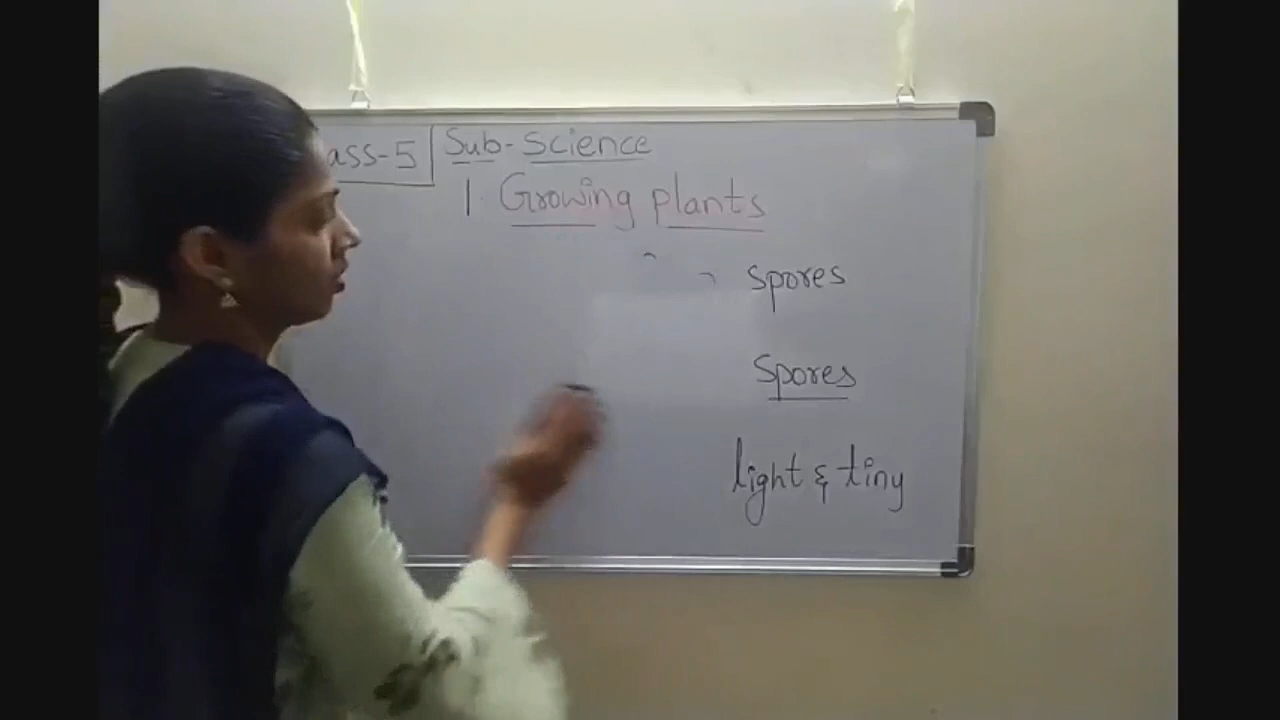 ass-5
Sub-Science
1. Growing plants
spores
Spores
light & tiny